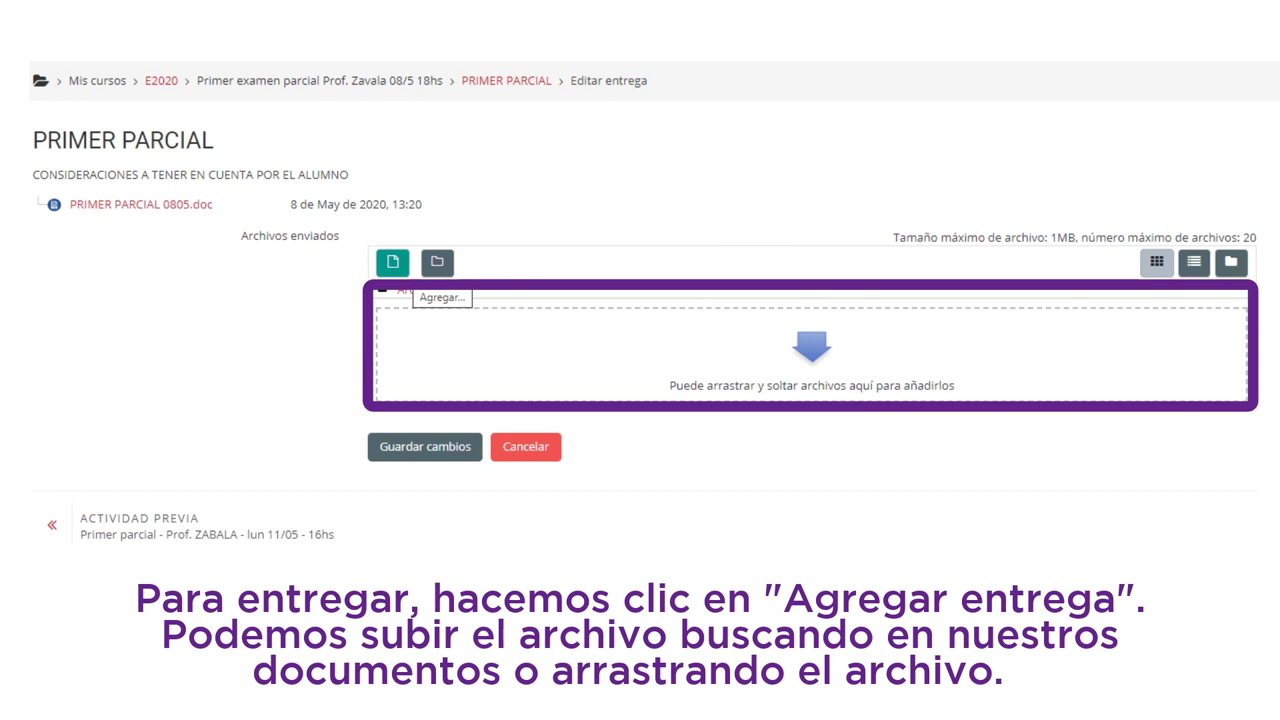 > Mis cursos > E2020 > Primer examen parcial Prof. Zavala 08/5 18hs > PRIMER PARCIAL > Editar entrega
PRIMER PARCIAL
CONSIDERACIONES A TENER EN CUENTA POR EL ALUMNO
PRIMER PARCIAL 0805.doc 8 de May de 2020, 13:20
Archivos enviados
Tamaño máximo de archivo: 1MB, número máximo de archivos: 20
Agregar...
Puede arrastrar y soltar archivos aquí para añadirlos
Guardar cambios Cancelar
ACTIVIDAD PREVIA
Primer parcial - Prof. ZABALA - lun 11/05 - 16hs
Para entregar, hacemos clic en "Agregar entrega".
Podemos subir el archivo buscando en nuestros
documentos o arrastrando el archivo.